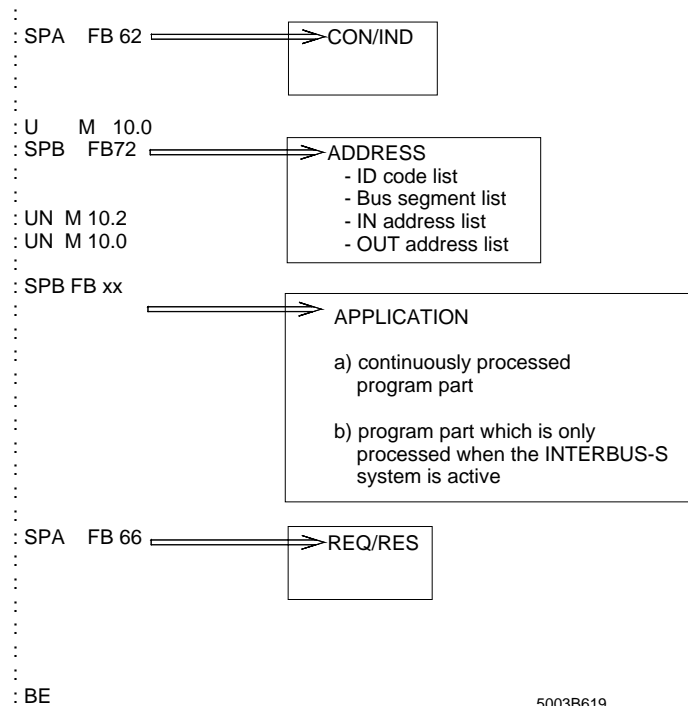 :
: SPA FB 62 CON/IND
:
:
:
: U M 10.0
: SPB FB72 ADDRESS
: - ID code list
: - Bus segment list
: UN M 10.2 - IN address list
: UN M 10.0 - OUT address list
:
: SPB FB xx
: APPLICATION
:
: a) continuously processed
: program part
:
: b) program part which is only
: processed when the INTERBUS-S
: system is active
:
:
: SPA FB 66 REQ/RES
:
:
:
:
:
:
: BE
5003B619